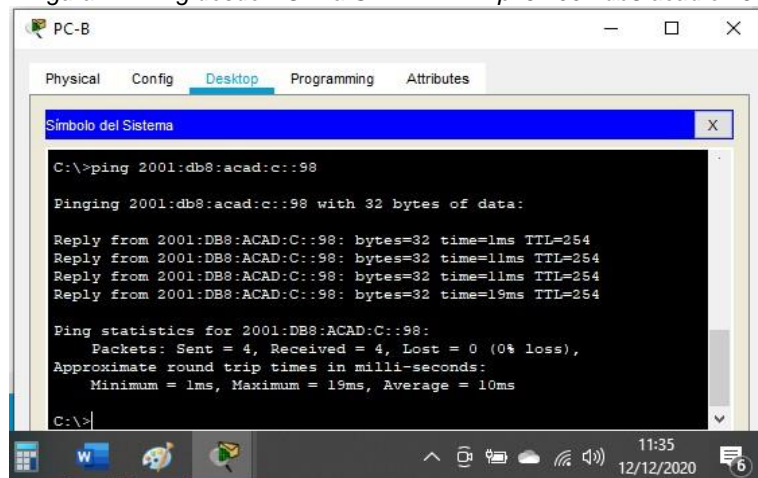 PC-B
Physical Config Desktop Programming Attributes
Símbolo del Sistema X
C:\>ping 2001:db8:acad:c::98
Pinging 2001:db8:acad:c::98 with 32 bytes of data:
Reply from 2001:DB8:ACAD:C::98: bytes=32 time=1ms TTL=254
Reply from 2001:DB8:ACAD:C::98: bytes=32 time=11ms TTL=254
Reply from 2001:DB8:ACAD:C::98: bytes=32 time=11ms TTL=254
Reply from 2001:DB8:ACAD:C::98: bytes=32 time=19ms TTL=254
Ping statistics for 2001:DB8:ACAD:C::98:
Packets: Sent = 4, Received = 4, Lost = 0 (0% loss),
Approximate round trip times in milli-seconds:
Minimum = 1ms, Maximum = 19ms, Average = 10ms
C:\>
W
11:35
12/12/2020
6